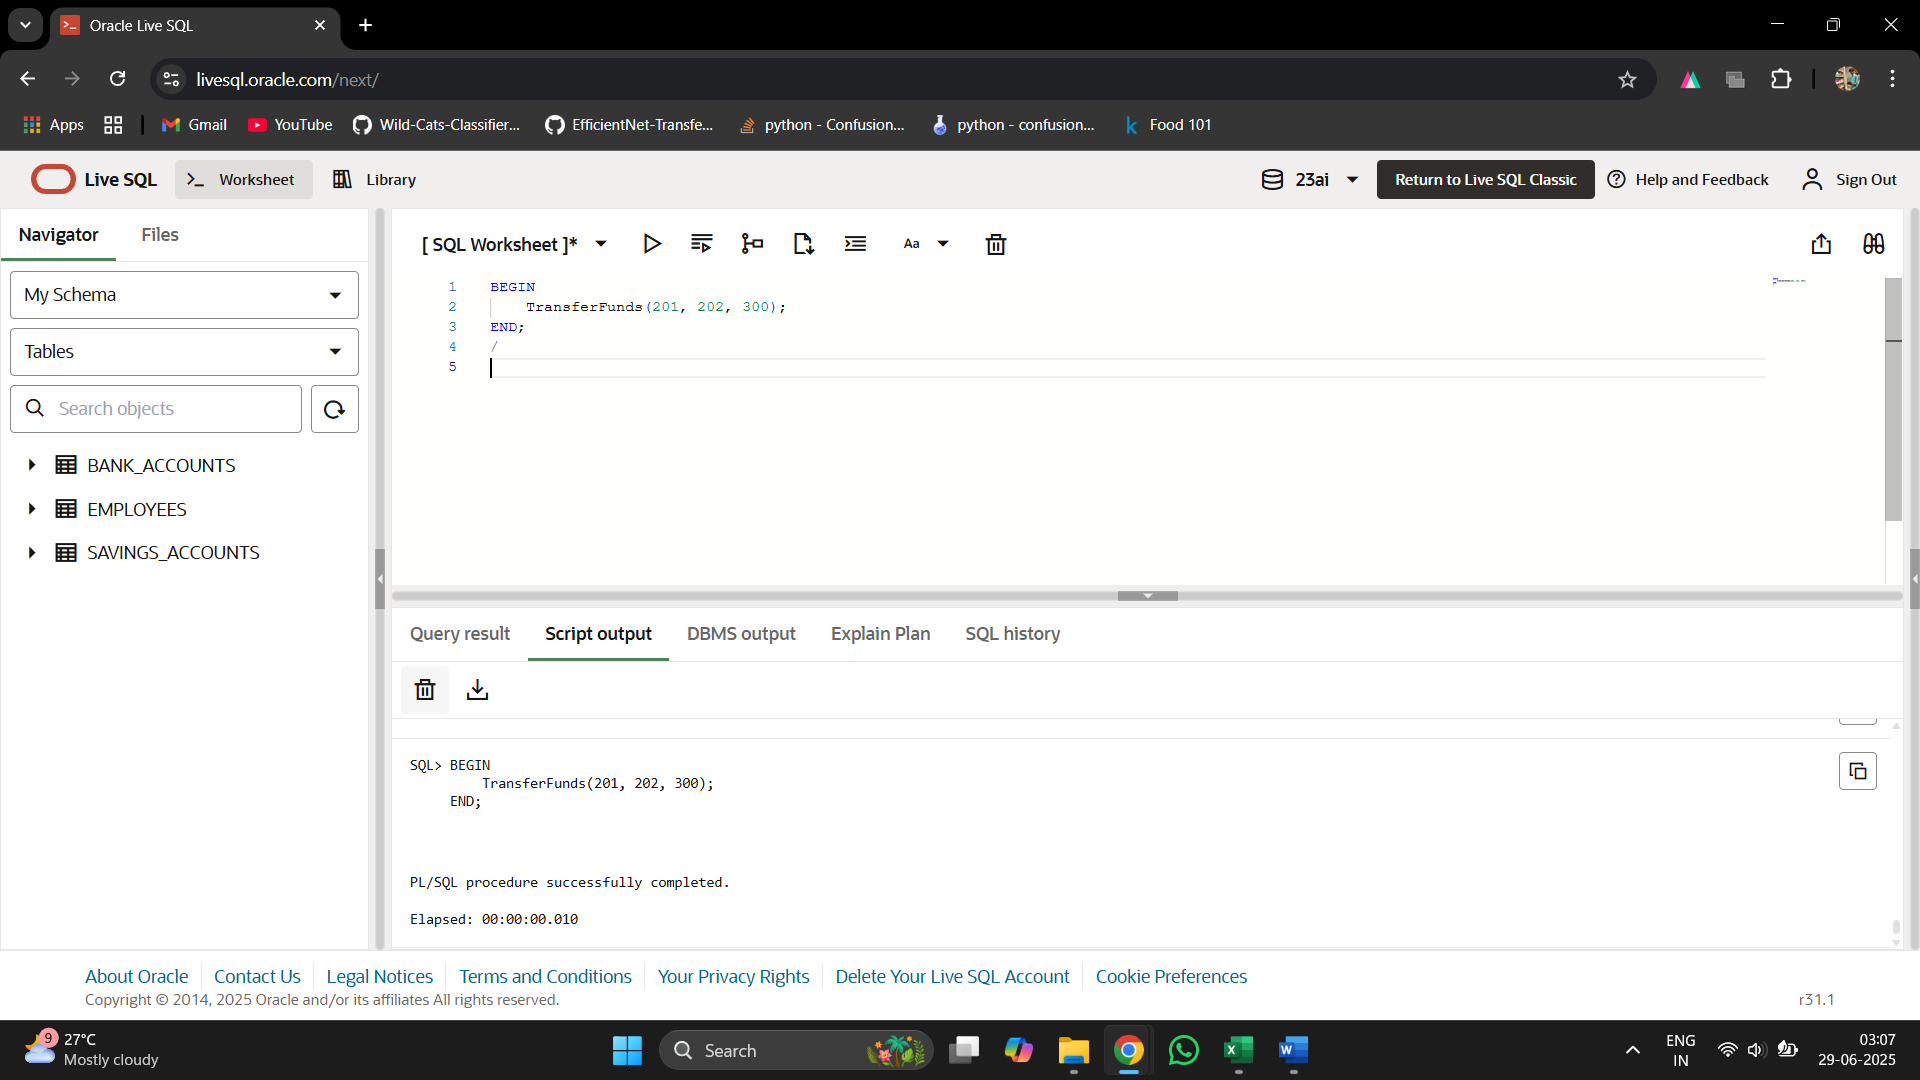 Oracle Live SQL
livesql.oracle.com/next/
Apps
Gmail
YouTube
Wild-Cats-Classifier...
EfficientNet-Transfe...
python - Confusion...
python - confusion...
k Food 101
Live SQL
Worksheet
Library
23ai
Return to Live SQL Classic
Help and Feedback
Sign Out
Navigator
Files
My Schema
Tables
Search objects
BANK_ACCOUNTS
EMPLOYEES
SAVINGS_ACCOUNTS
[ SQL Worksheet ]*
Aa
1 BEGIN
2 TransferFunds(201, 202, 300);
3 END;
4 /
5
Query result
Script output
DBMS output
Explain Plan
SQL history
SQL> BEGIN
TransferFunds(201, 202, 300);
END;
PL/SQL procedure successfully completed.
Elapsed: 00:00:00.010
About Oracle
Contact Us
Legal Notices
Terms and Conditions
Your Privacy Rights
Delete Your Live SQL Account
Cookie Preferences
Copyright © 2014, 2025 Oracle and/or its affiliates All rights reserved.
r31.1
9
27°C
Mostly cloudy
Search
ENG
IN
03:07
29-06-2025